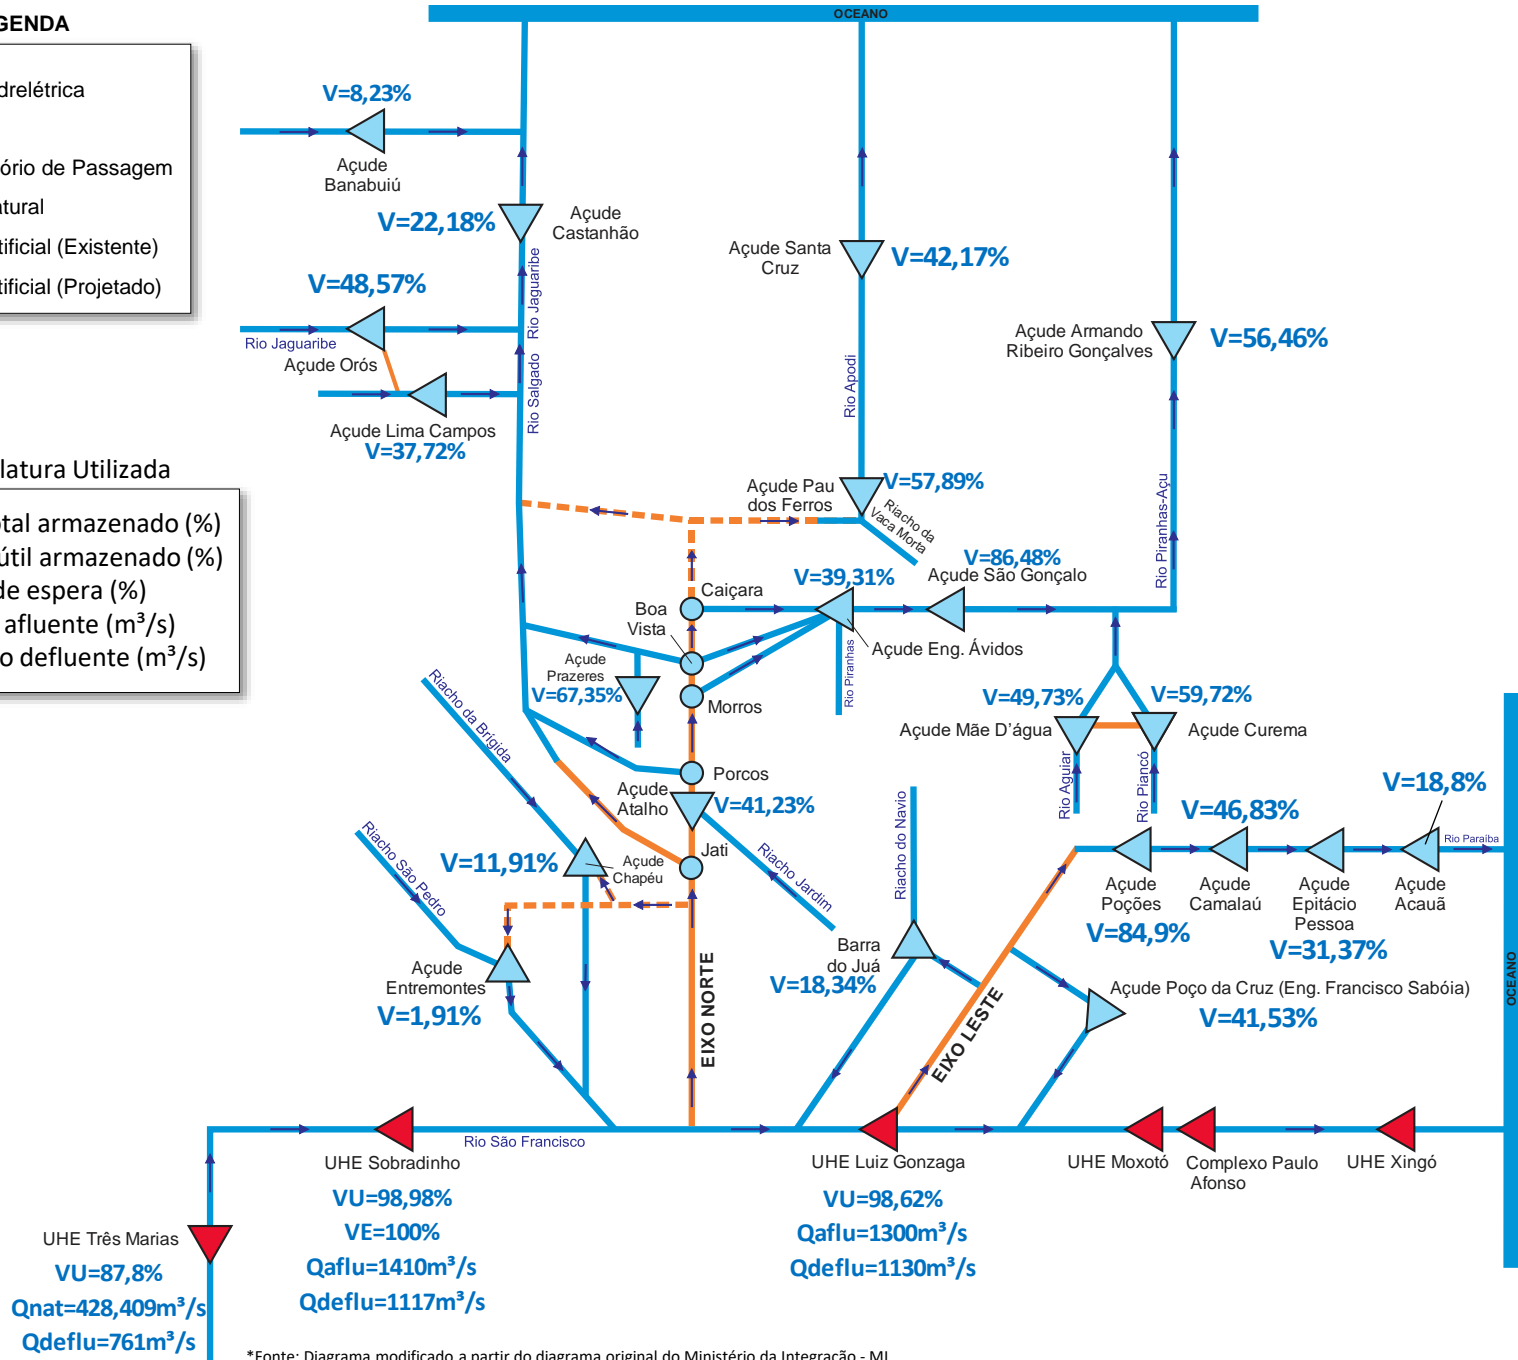 GENDA
drelétrica
ório de Passagem
atural
tificial (Existente)
tificial (Projetado)
latura Utilizada
otal armazenado (%)
útil armazenado (%)
de espera (%)
afluente (m³/s)
o defluente (m³/s)
OCEANO
V=8,23%
Açude
Banabuiú
V=22,18%
Açude
Castanhão
Rio Jaguaribe
V=48,57%
Rio Jaguaribe
Açude Orós
Rio Salgado
Açude Lima Campos
V=37,72%
Açude Santa
Cruz
V=42,17%
Rio Apodi
Açude Armando
Ribeiro Gonçalves
V=56,46%
Rio Piranhas-Açu
Açude Pau
dos Ferros
V=57,89%
Riacho da
Vaca Morta
V=86,48%
Açude São Gonçalo
V=39,31%
Açude Eng. Ávidos
Rio Piranhas
Caiçara
Boa
Vista
Morros
Açude
Prazeres
V=67,35%
Porcos
Açude
Atalho
V=41,23%
Jati
Riacho Jardim
Riacho da Brígida
V=11,91%
Açude
Chapéu
Riacho São Pedro
Açude
Entremontes
V=1,91%
EIXO NORTE
V=49,73%
Açude Mãe D'água
V=59,72%
Açude Curema
Rio Aguiar
Rio Piancó
V=18,8%
V=46,83%
Rio Paraíba
Açude
Poções
V=84,9%
Açude
Camalaú
Açude
Epitácio
Pessoa
V=31,37%
Açude
Acauã
Riacho do Navio
Barra
do Juá
V=18,34%
EIXO LESTE
Açude Poço da Cruz (Eng. Francisco Sabóia)
V=41,53%
OCEANO
Rio São Francisco
UHE Sobradinho
VU=98,98%
VE=100%
Qaflu=1410m³/s
Qdeflu=1117m³/s
UHE Luiz Gonzaga
VU=98,62%
Qaflu=1300m³/s
Qdeflu=1130m³/s
UHE Moxotó
Complexo Paulo
Afonso
UHE Xingó
UHE Três Marias
VU=87,8%
Qnat=428,409m³/s
Qdeflu=761m³/s
*Fonte: Diagrama modificado a partir do diagrama original do Ministério da Integração - MI